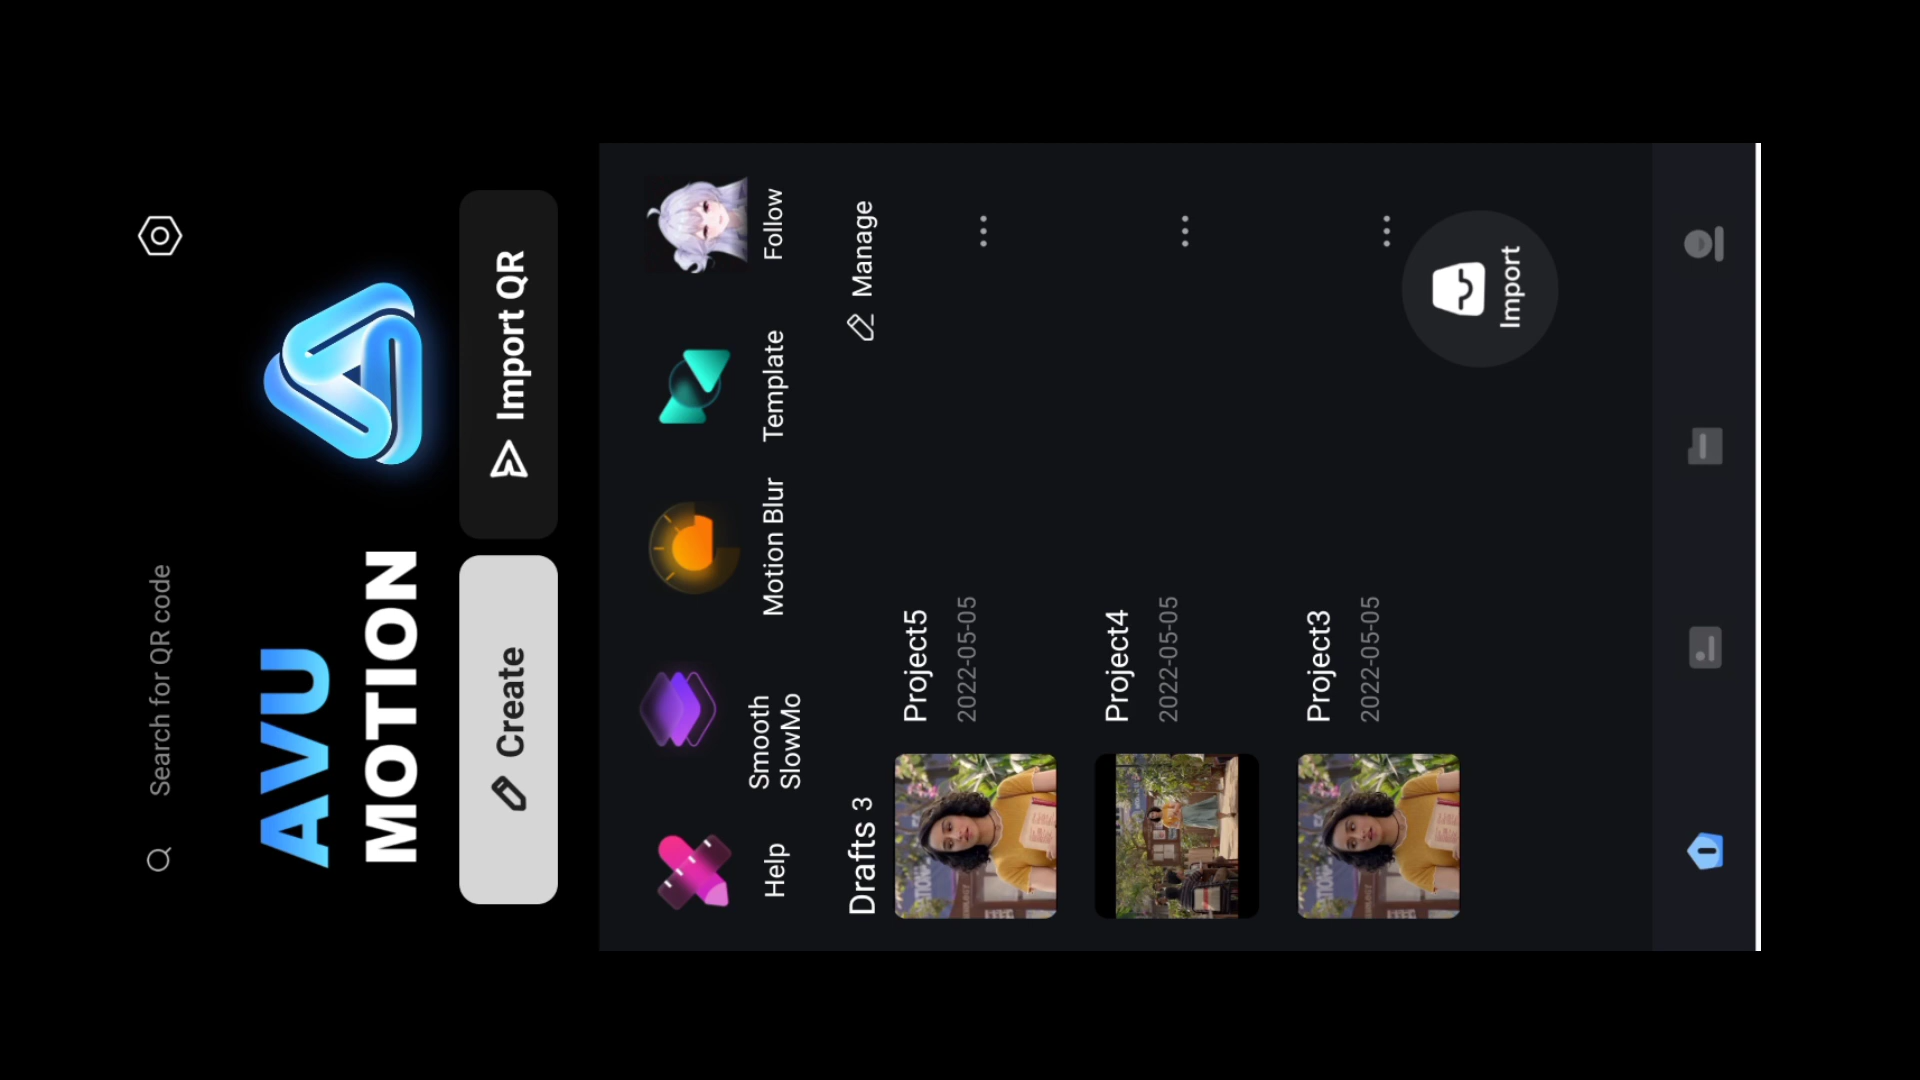 Search for QR code
AVU
MOTION
Create
Import QR
Help
Smooth
SlowMo
Motion Blur
Template
Follow
Drafts 3
Manage
Project5
2022-05-05
Project4
2022-05-05
Project3
2022-05-05
Import